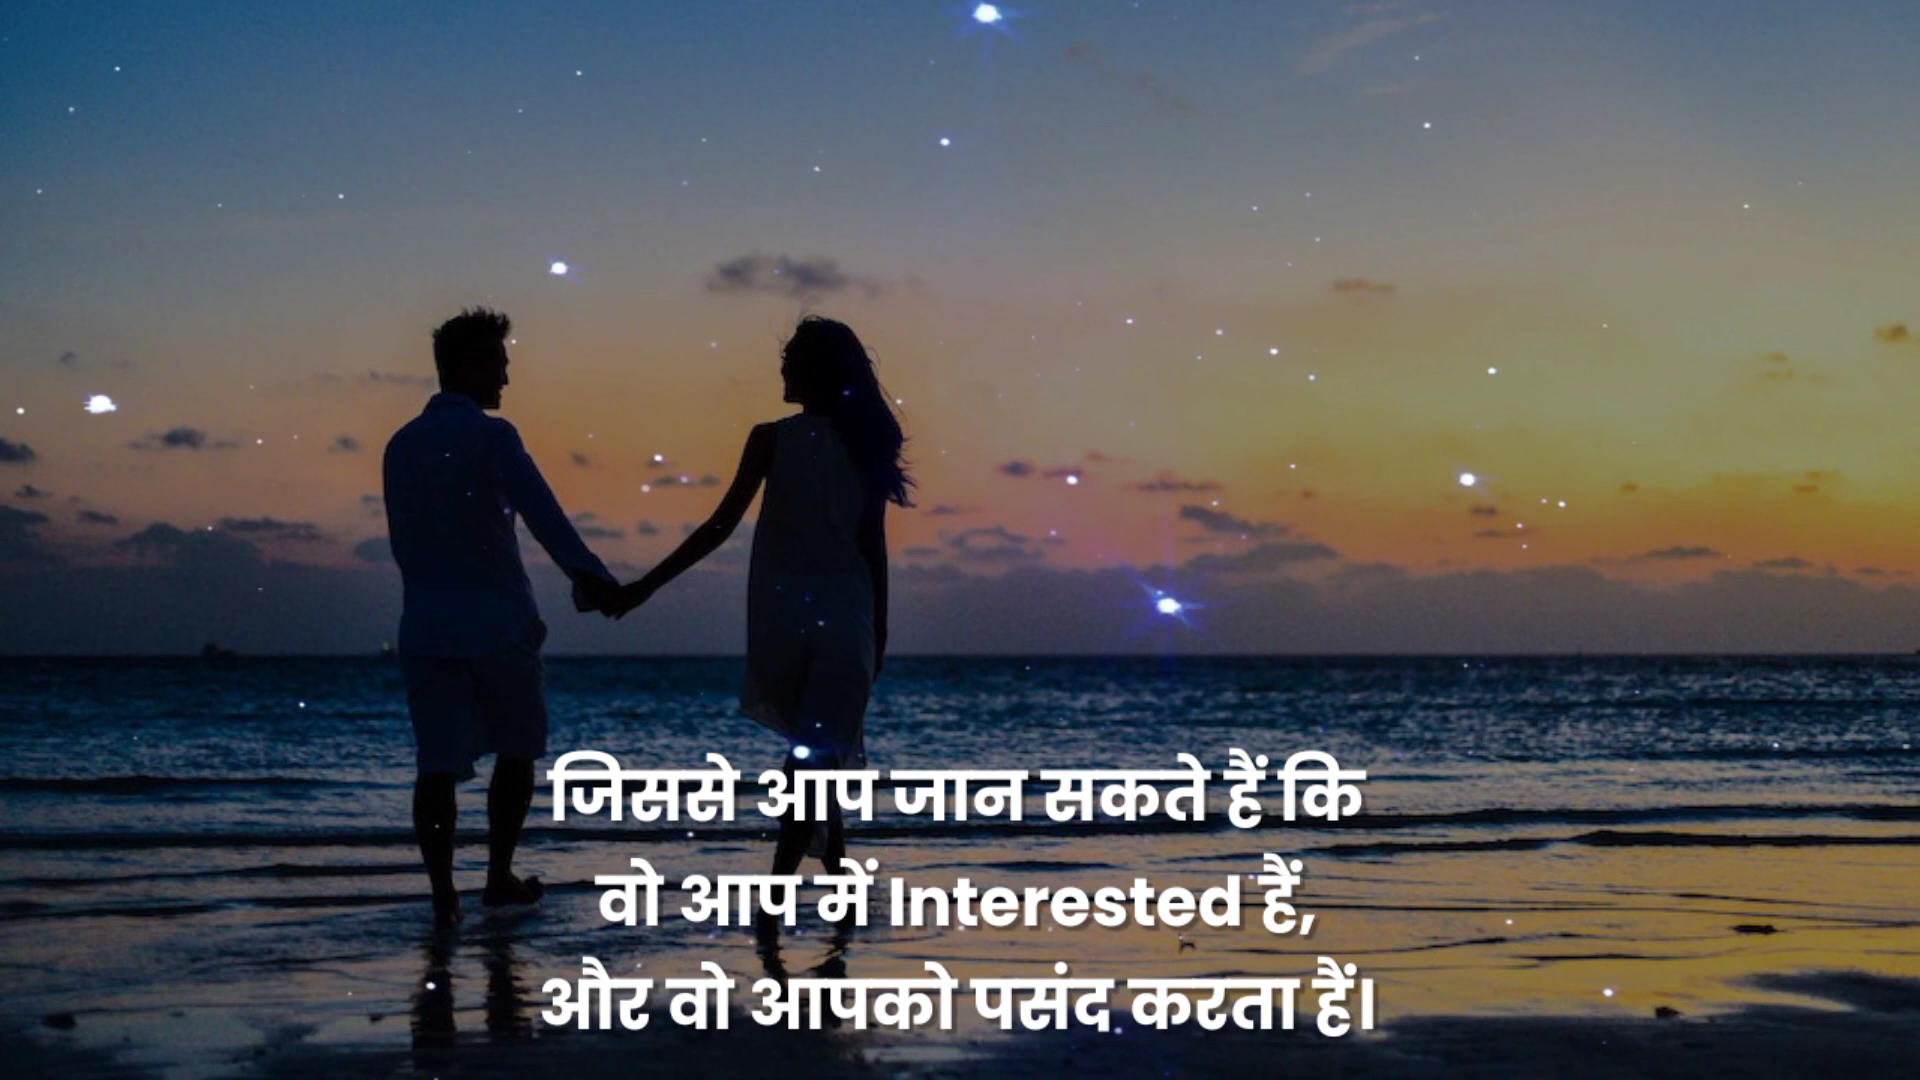 जिससे आप जान सकते हैं कि
वो आप में Interested हैं,
और वो आपको पसंद करता हैं।